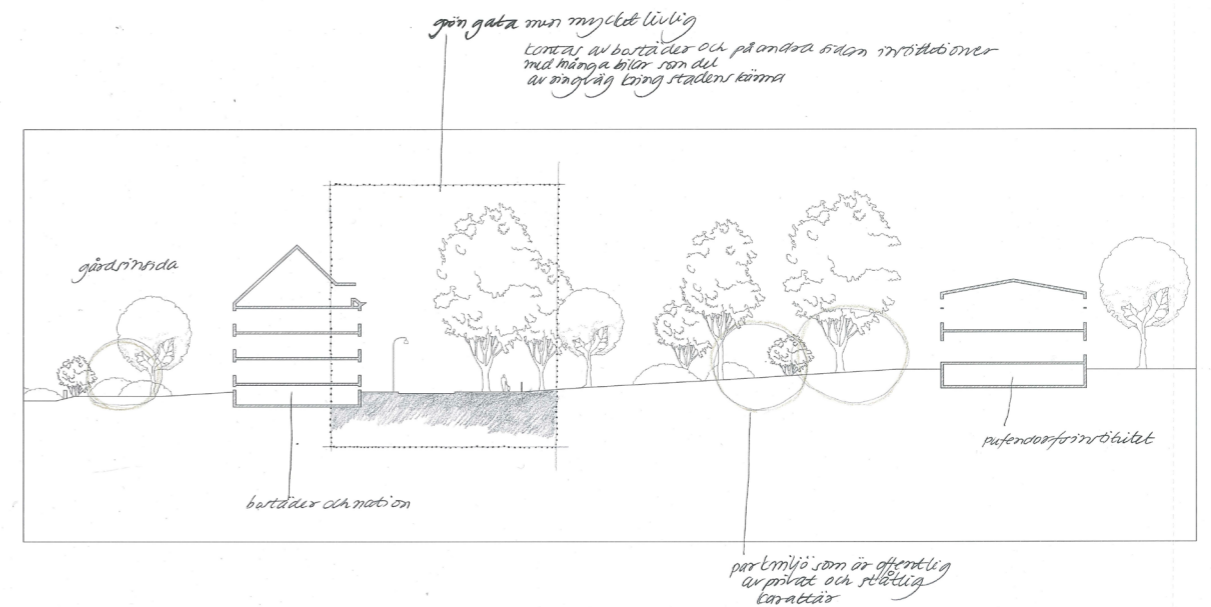 grön gata men mycket livlig
kantas av bostäder och på andra sidan institutioner
med många bilar som del
av ringväg kring stadens kärna
gårdsinsida
bostäder och nation
pufendorfsinstitutet
parkmiljö som är offentlig
av privat och ståtlig
karaktär